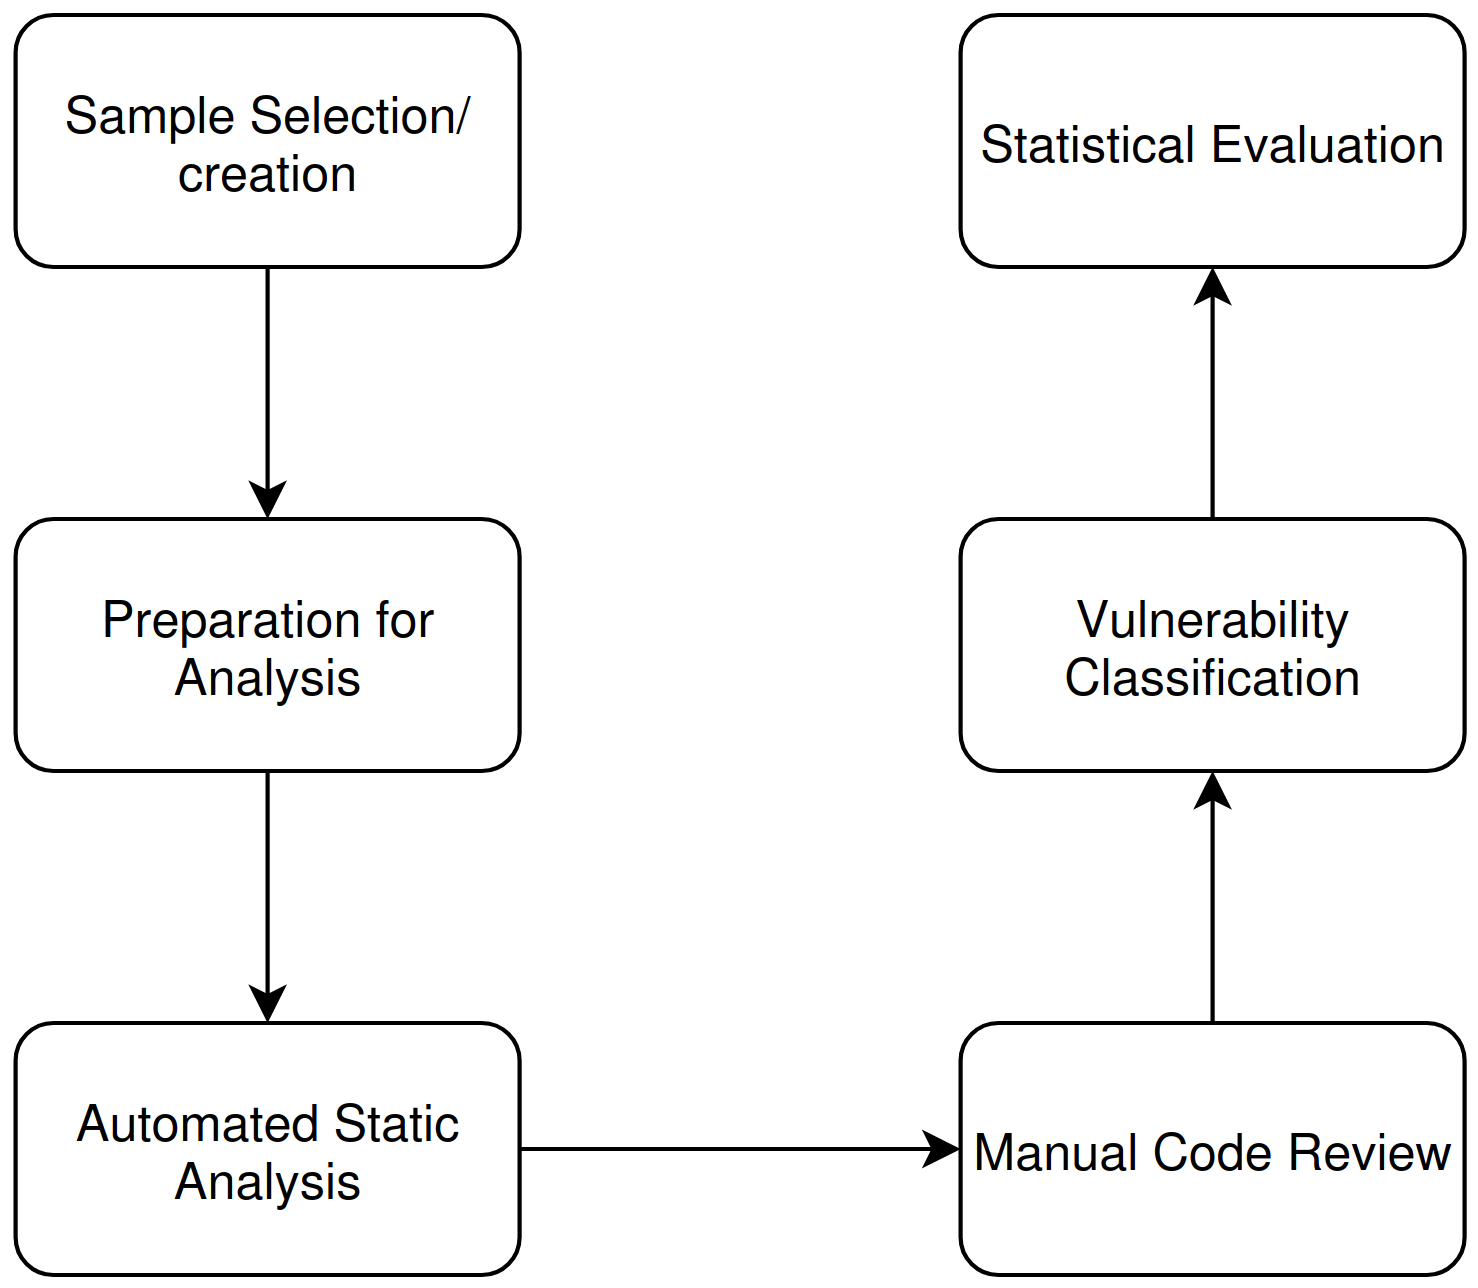 Sample Selection/
creation
Preparation for
Analysis
Automated Static
Analysis
Manual Code Review
Vulnerability
Classification
Statistical Evaluation